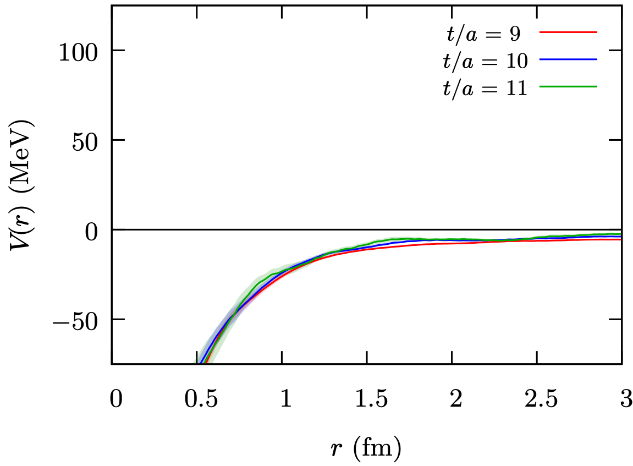 t/a = 9
t/a = 10
t/a = 11
100
50
0
−50
V(r) (MeV)
0 0.5 1 1.5 2 2.5 3
r (fm)